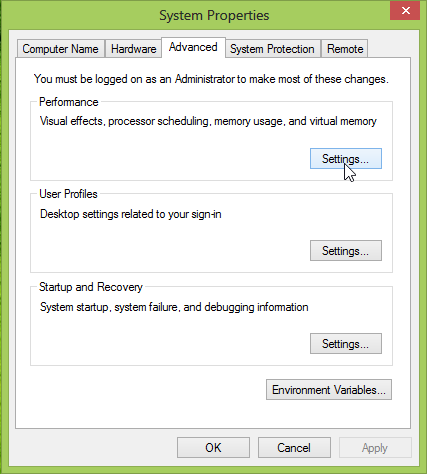 System Properties
Computer Name Hardware Advanced System Protection Remote
You must be logged on as an Administrator to make most of these changes.
Performance
Visual effects, processor scheduling, memory usage, and virtual memory
Settings...
User Profiles
Desktop settings related to your sign-in
Settings...
Startup and Recovery
System startup, system failure, and debugging information
Settings...
Environment Variables...
OK Cancel Apply